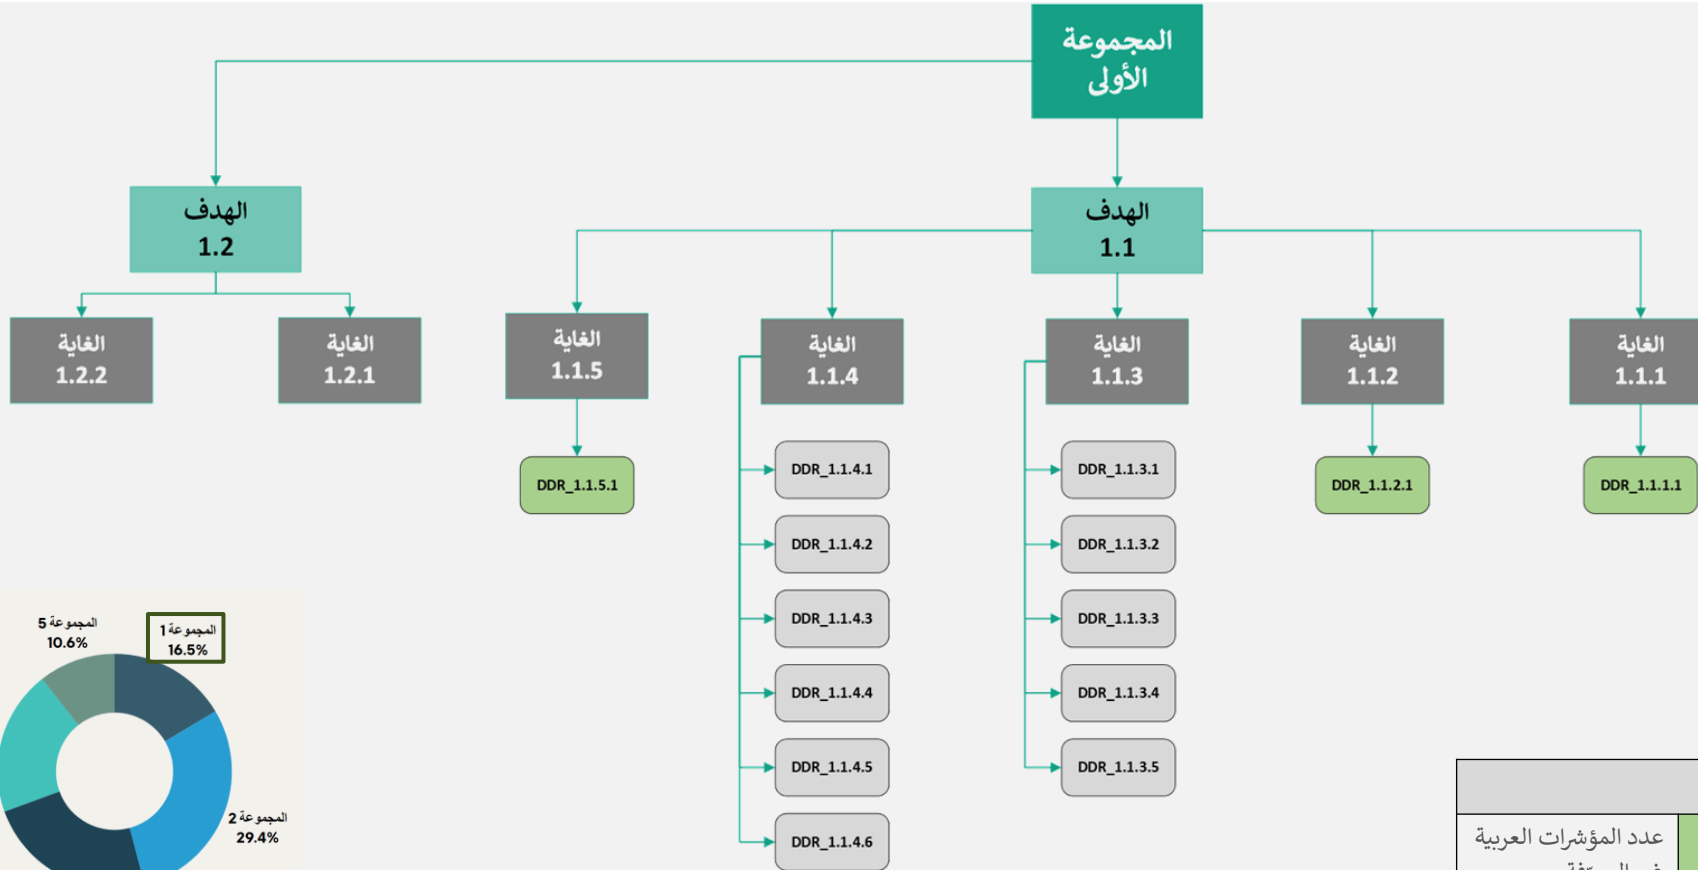 المجموعة
الأولى
الهدف
1.1
الهدف
1.2
الغاية
1.1.1
الغاية
1.1.2
الغاية
1.1.3
الغاية
1.1.4
الغاية
1.1.5
الغاية
1.2.1
الغاية
1.2.2
DDR_1.1.1.1
DDR_1.1.2.1
DDR_1.1.3.1
DDR_1.1.3.2
DDR_1.1.3.3
DDR_1.1.3.4
DDR_1.1.3.5
DDR_1.1.4.1
DDR_1.1.4.2
DDR_1.1.4.3
DDR_1.1.4.4
DDR_1.1.4.5
DDR_1.1.4.6
DDR_1.1.5.1
المجموعة 1
16.5%
المجموعة 5
10.6%
المجموعة 2
29.4%
عدد المؤشرات العربية